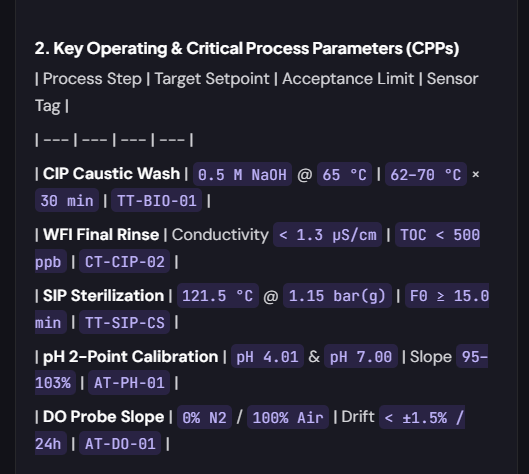 2. Key Operating & Critical Process Parameters (CPPs)
| Process Step | Target Setpoint | Acceptance Limit | Sensor
Tag |
| --- | --- | --- | --- |
| CIP Caustic Wash | 0.5 M NaOH @ 65 °C | 62–70 °C ×
30 min | TT-BIO-01 |
| WFI Final Rinse | Conductivity < 1.3 µS/cm | TOC < 500
ppb | CT-CIP-02 |
| SIP Sterilization | 121.5 °C @ 1.15 bar(g) | F0 ≥ 15.0
min | TT-SIP-CS |
| pH 2-Point Calibration | pH 4.01 & pH 7.00 | Slope 95–
103% | AT-PH-01 |
| DO Probe Slope | 0% N2 / 100% Air | Drift < ±1.5% /
24h | AT-DO-01 |